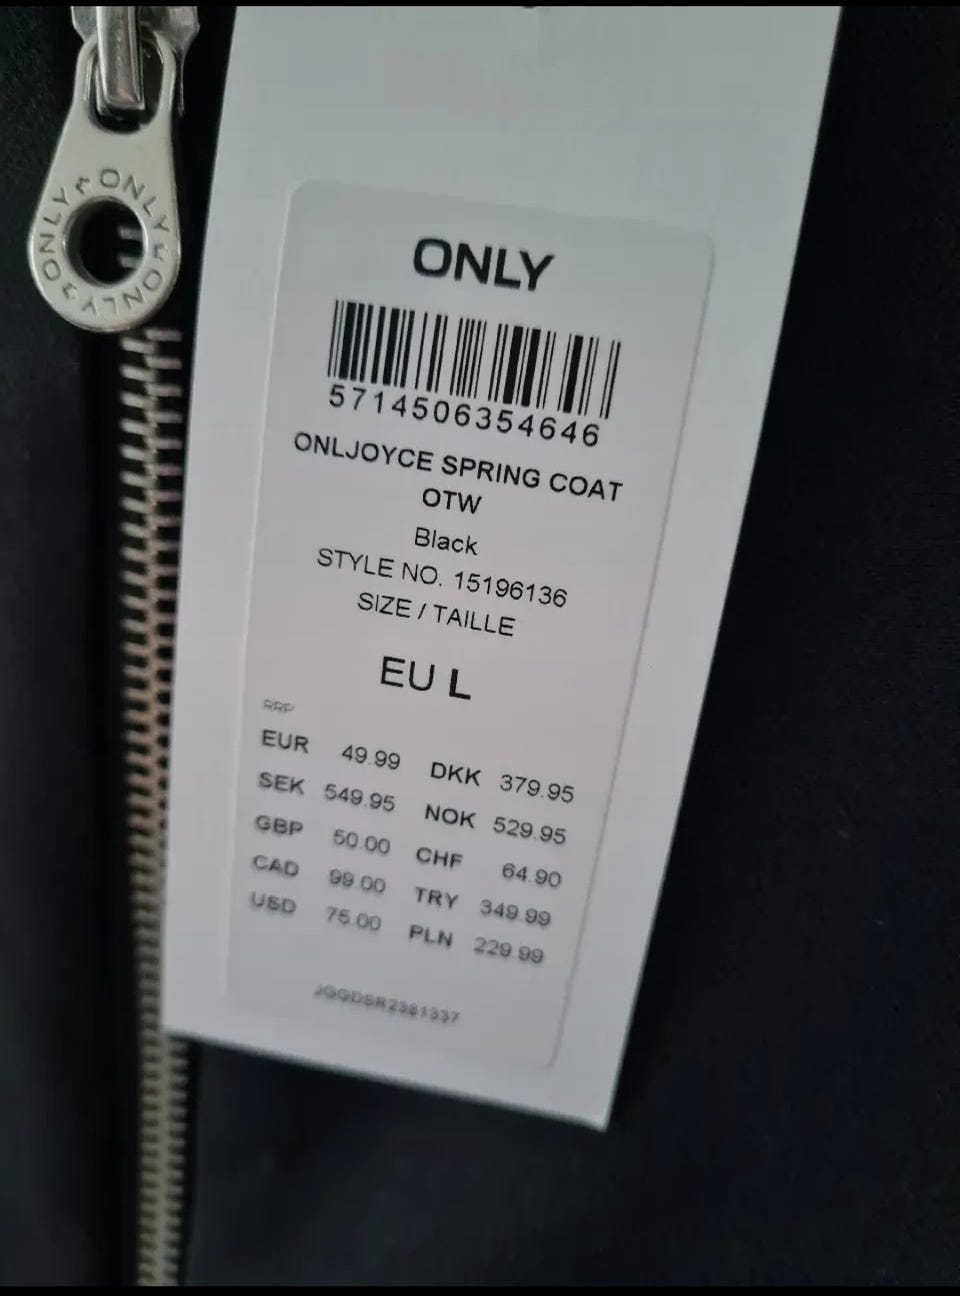 ONLY ONLY ONLY ONLY
ONLY
5714506354646
ONLJOYCE SPRING COAT
OTW
Black
STYLE NO. 15196136
SIZE / TAILLE
EU L
RRP
EUR 49.99 DKK 379.95
SEK 549.95 NOK 529.95
GBP 50.00 CHF 64.90
CAD 99.00 TRY 349.99
USD 75.00 PLN 229.99